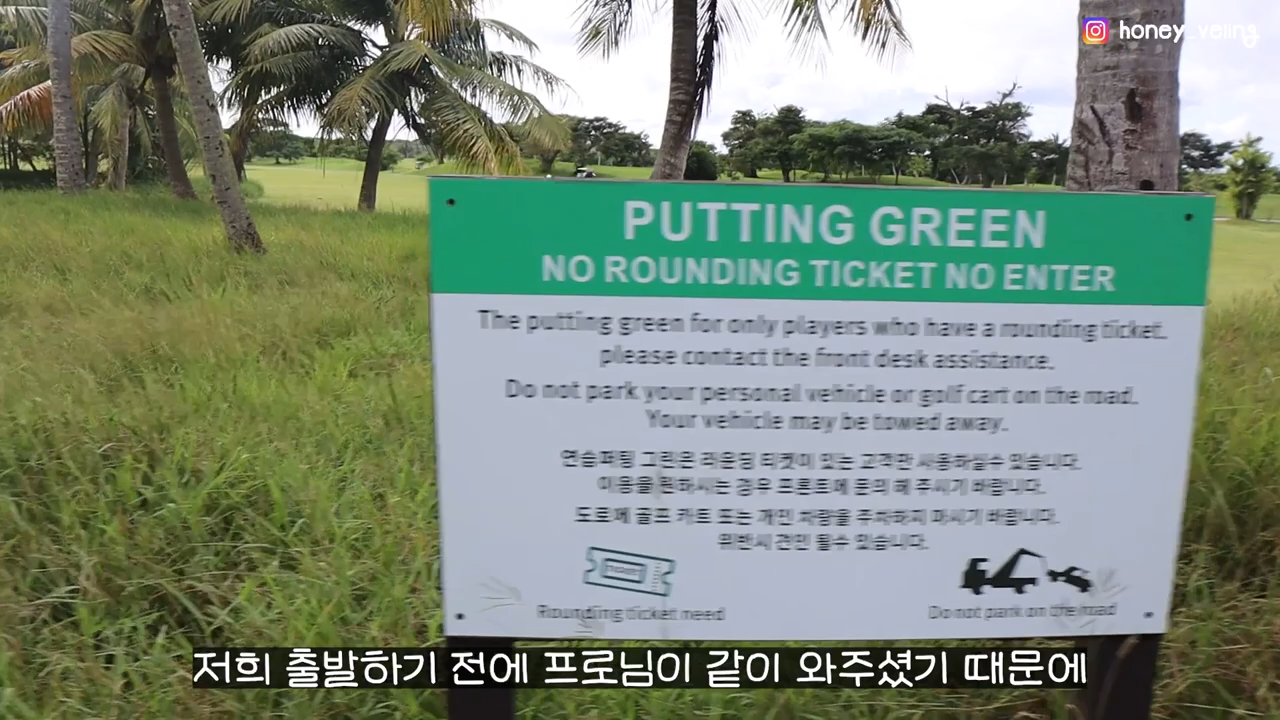 honey_veiins
PUTTING GREEN
NO ROUNDING TICKET NO ENTER
The putting green for only players who have a rounding ticket.
please contact the front desk assistance.
Do not park your personal vehicle or golf cart on the road.
Your vehicle may be towed away.
연습퍼팅 그린은 라운딩 티켓이 있는 고객만 사용하실수 있습니다.
이용을 원하시는 경우 프론트에 문의 해 주시기 바랍니다.
도로에 골프 카트 또는 개인 차량을 주차하지 마시기 바랍니다.
위반시 견인 될수 있습니다.
Rounding ticket need
Do not park on the road
저희 출발하기 전에 프로님이 같이 와주셨기 때문에